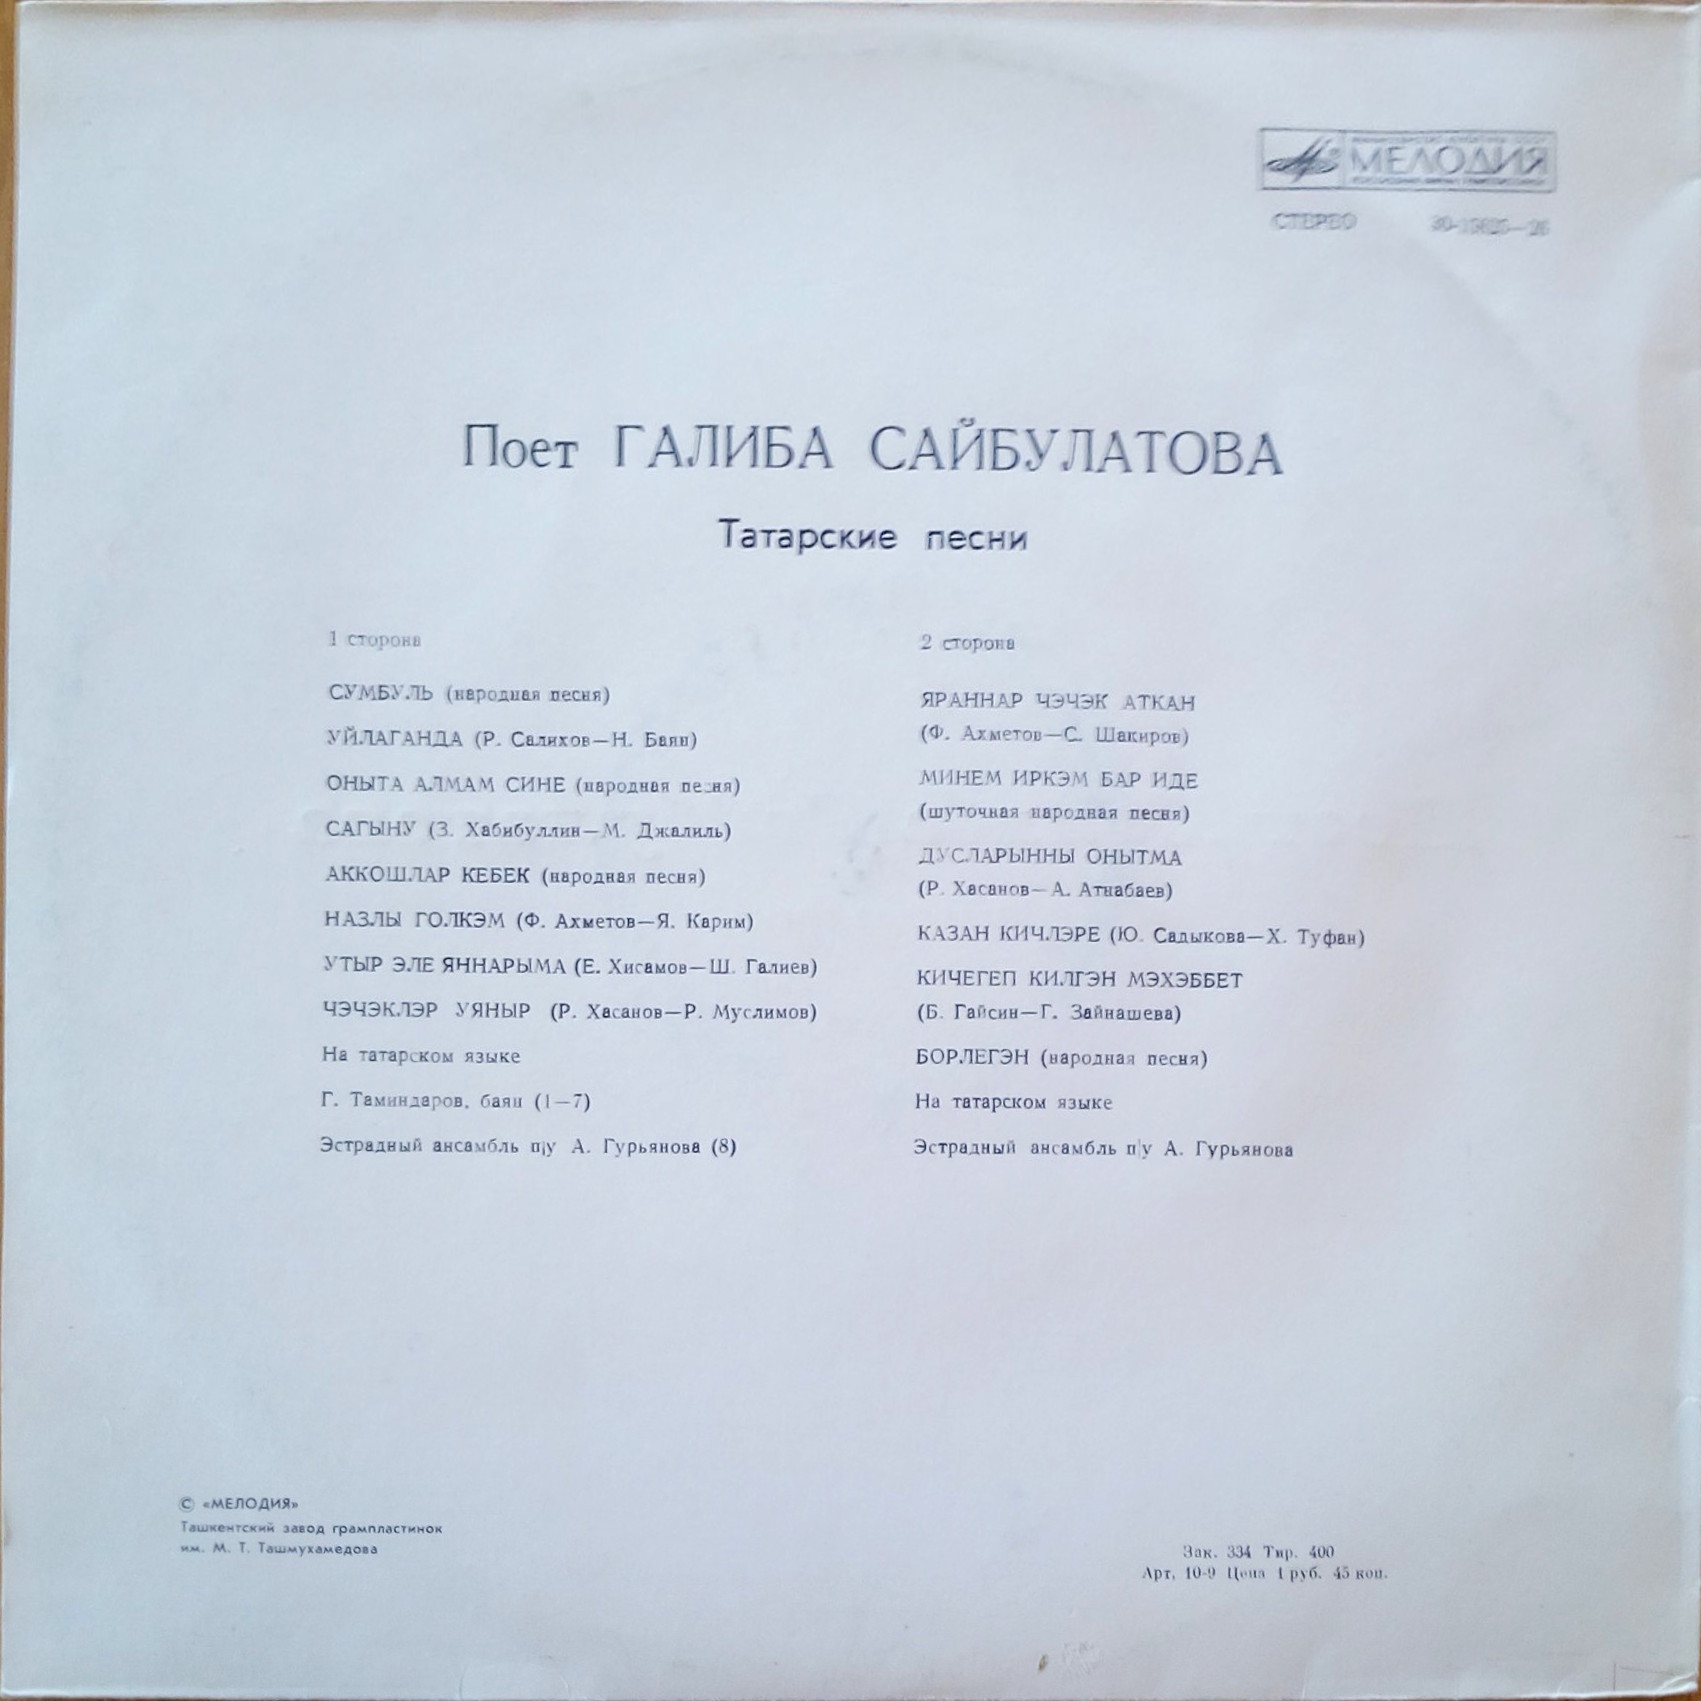 МЕЛОДИЯ
СТЕРЕО
Поет ГАЛИБА САЙБУЛАТОВА
Татарские песни
1 сторона
СУМБУЛЬ (народная песня)
УЙЛАГАНДА (Р. Салихов—Н. Баян)
ОНЫТА АЛМАМ СИНЕ (народная песня)
САГЫНУ (З. Хабибуллин—М. Джалиль)
АККОШЛАР КЕБЕК (народная песня)
НАЗЛЫ ГОЛКЭМ (Ф. Ахметов—Я. Карим)
УТЫР ЭЛЕ ЯННАРЫМА (Е. Хисамов—Ш. Галиев)
ЧЭЧЭКЛЭР УЯНЫР (Р. Хасанов—Р. Муслимов)
На татарском языке
Г. Таминдаров, баян (1—7)
Эстрадный ансамбль п/у А. Гурьянова (8)
2 сторона
ЯРАННАР ЧЭЧЭК АТКАН
(Ф. Ахметов—С. Шакиров)
МИНЕМ ИРКЭМ БАР ИДЕ
(шуточная народная песня)
ДУСЛАРЫННЫ ОНЫТМА
(Р. Хасанов—А. Атнабаев)
КАЗАН КИЧЛЭРЕ (Ю. Садыкова—Х. Туфан)
КИЧЕГЕП КИЛГЭН МЭХЭББЕТ
(Б. Гайсин—Г. Зайнашева)
БОРЛЕГЭН (народная песня)
На татарском языке
Эстрадный ансамбль п/у А. Гурьянова
© «МЕЛОДИЯ»
Ташкентский завод грампластинок
им. М. Т. Ташмухамедова
Зак. 334 Тир. 400
Арт. 10-9 Цена 1 руб. 45 коп.